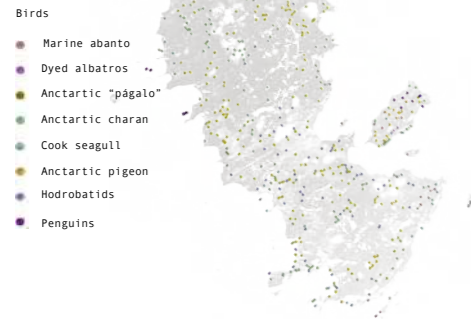 Birds
Marine abanto
Dyed albatros
Anctartic “págalo”
Anctartic charan
Cook seagull
Anctartic pigeon
Hodrobatids
Penguins